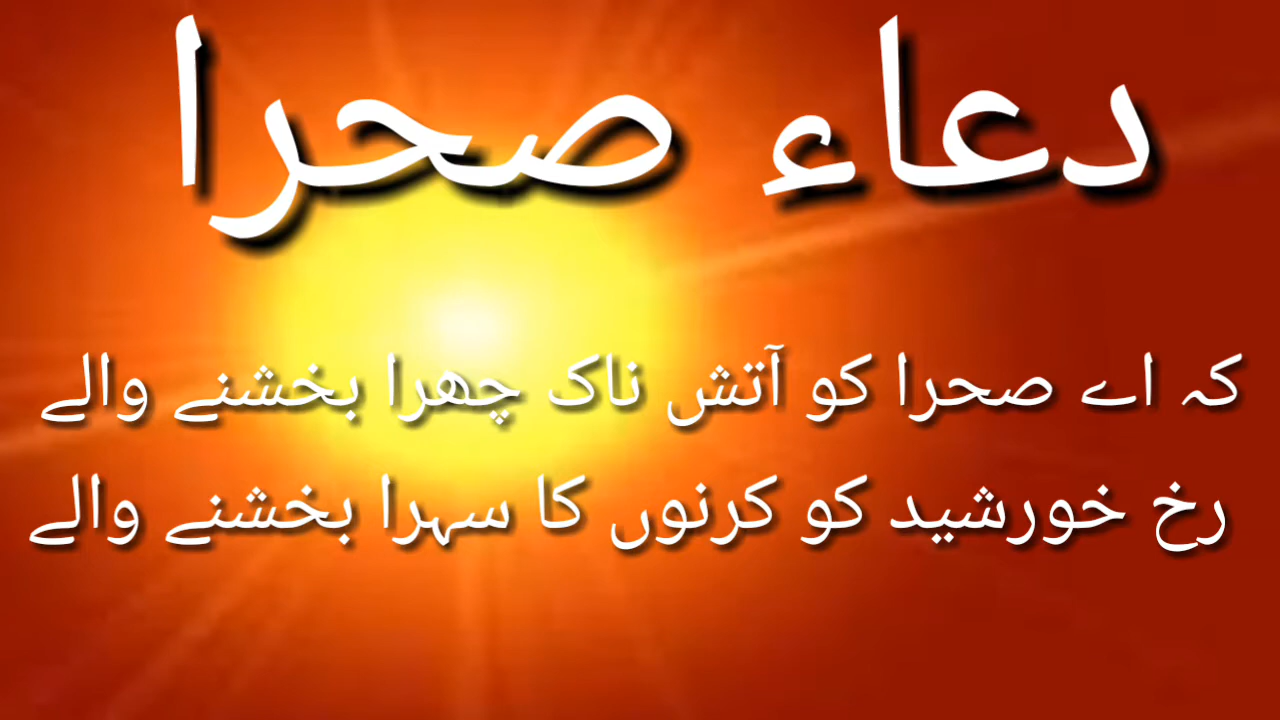 دعاء صحرا
کہ اے صحرا کو آتش ناک چھرا بخشنے والے
رخ خورشید کو کرنوں کا سہرا بخشنے والے